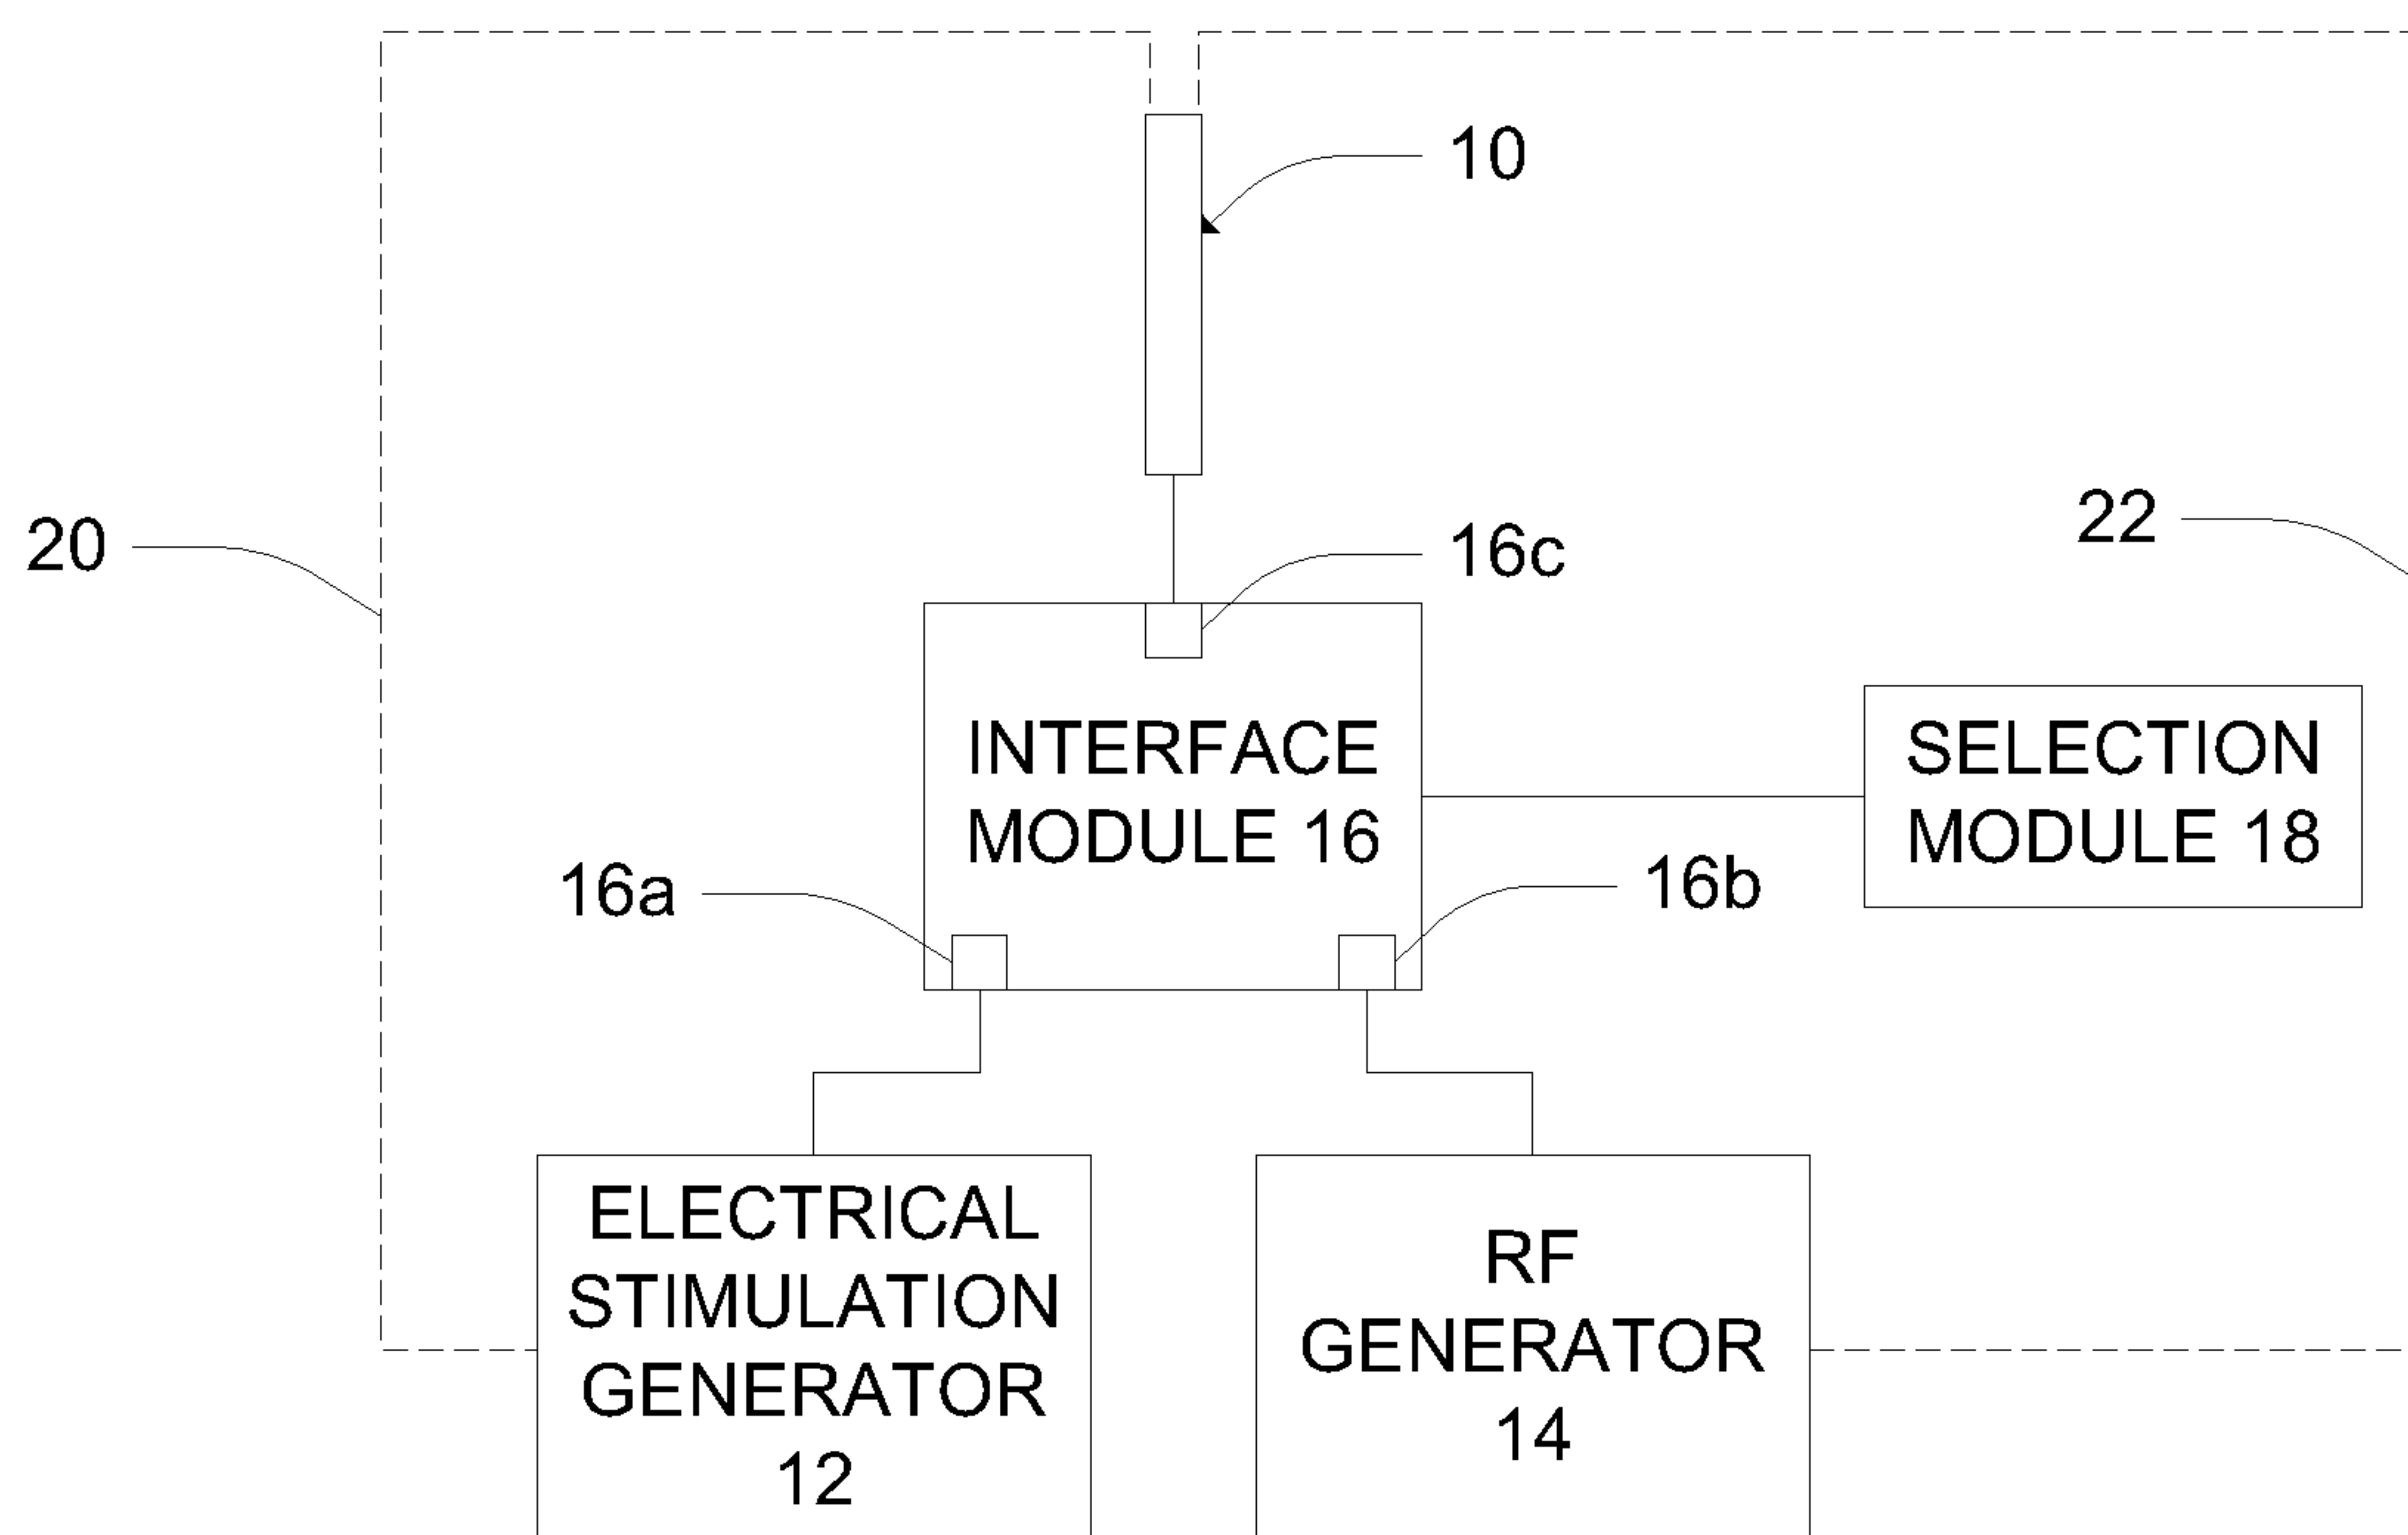 10
20
16c
22
INTERFACE
MODULE 16
SELECTION
MODULE 18
16a
16b
ELECTRICAL
STIMULATION
GENERATOR
12
RF
GENERATOR
14